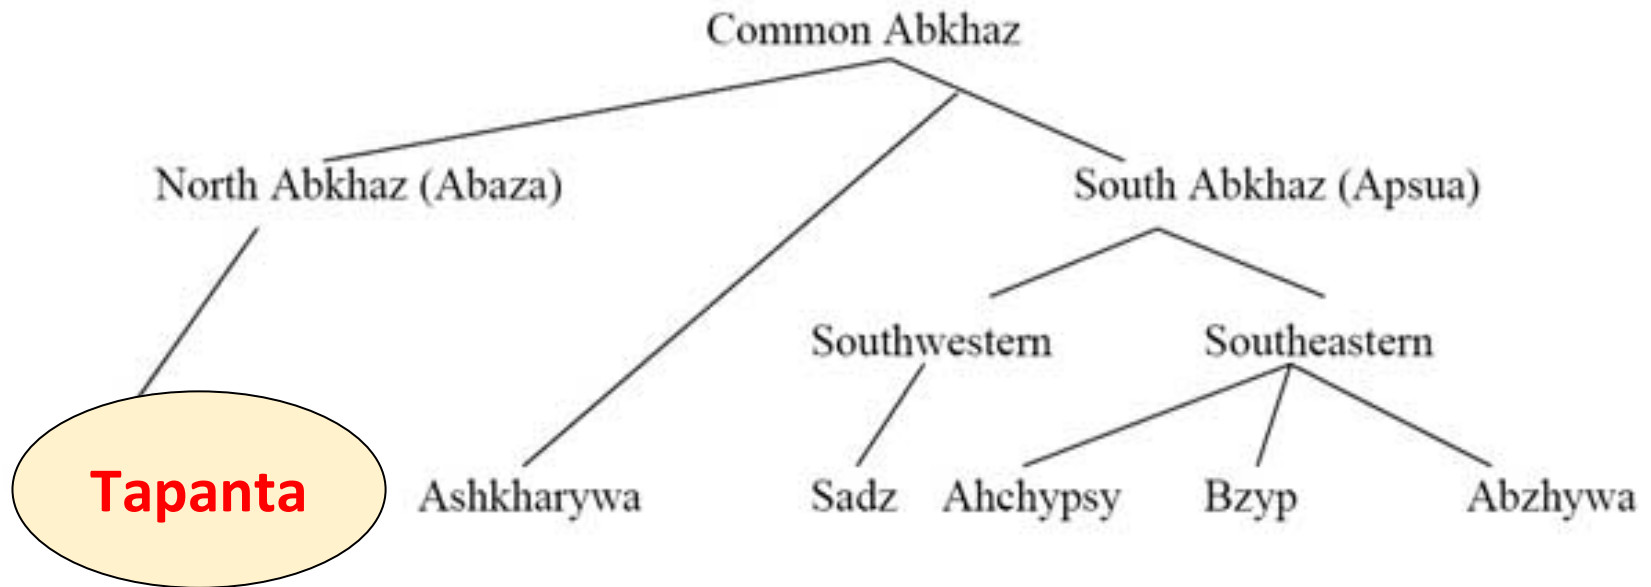 Common Abkhaz
North Abkhaz (Abaza)
South Abkhaz (Apsua)
Southwestern
Southeastern
Tapanta
Ashkharywa
Sadz
Ahchypsy
Bzyp
Abzhywa